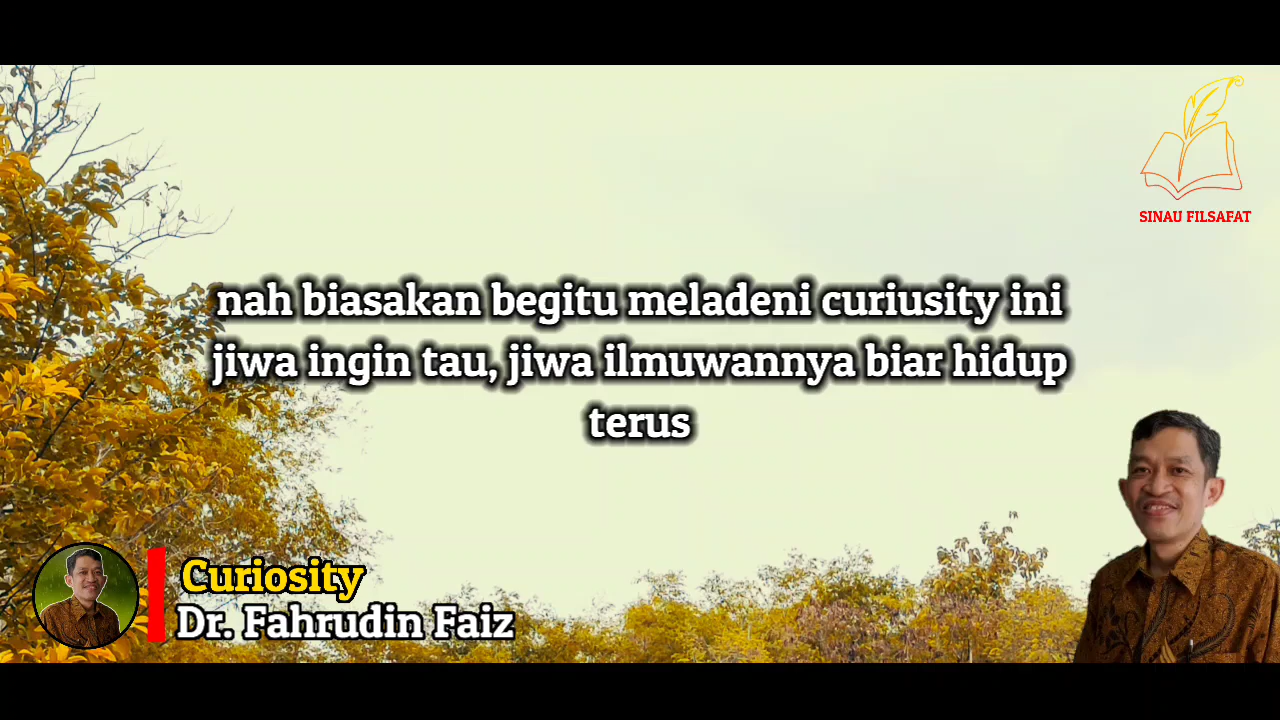 SINAU FILSAFAT
nah biasakan begitu meladeni curiusity ini
jiwa ingin tau, jiwa ilmuwannya biar hidup
terus
Curiosity
Dr. Fahrudin Faiz